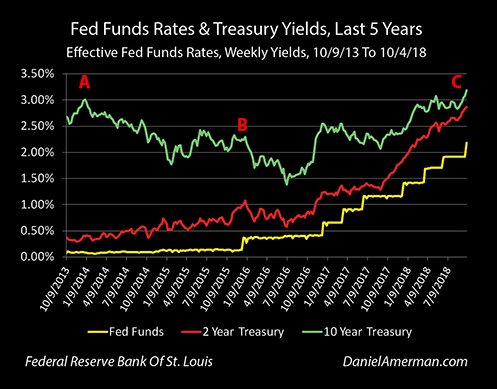 Fed Funds Rates & Treasury Yields, Last 5 Years
Effective Fed Funds Rates, Weekly Yields, 10/9/13 To 10/4/18
3.50%
3.00%
2.50%
2.00%
1.50%
1.00%
0.50%
0.00%
A
B
C
10/9/2013
1/9/2014
4/9/2014
7/9/2014
10/9/2014
1/9/2015
4/9/2015
7/9/2015
10/9/2015
1/9/2016
4/9/2016
7/9/2016
10/9/2016
1/9/2017
4/9/2017
7/9/2017
10/9/2017
1/9/2018
4/9/2018
7/9/2018
Fed Funds
2 Year Treasury
10 Year Treasury
Federal Reserve Bank Of St. Louis
DanielAmerman.com